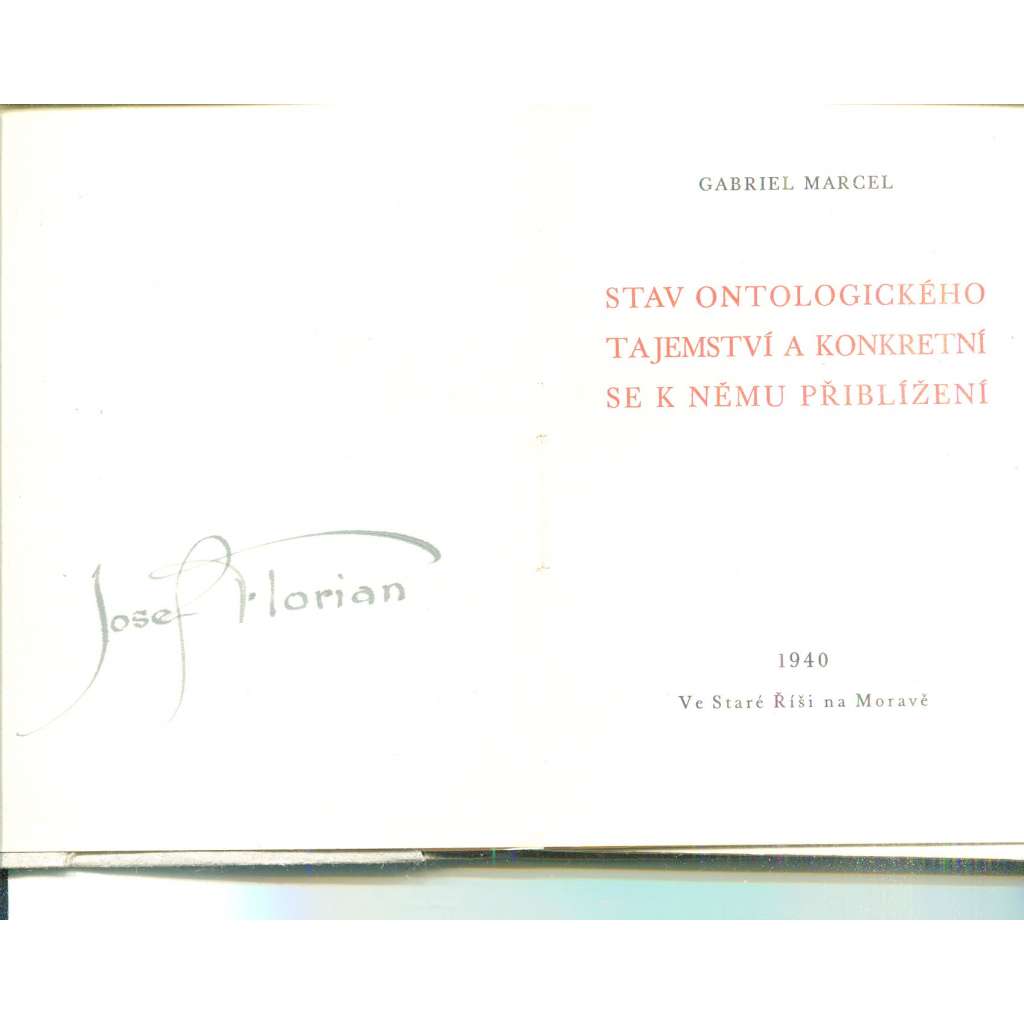 Josef Florian
GABRIEL MARCEL
STAV ONTOLOGICKÉHO
TAJEMSTVÍ A KONKRETNÍ
SE K NĚMU PŘIBLÍŽENÍ
1940
Ve Staré Říši na Moravě